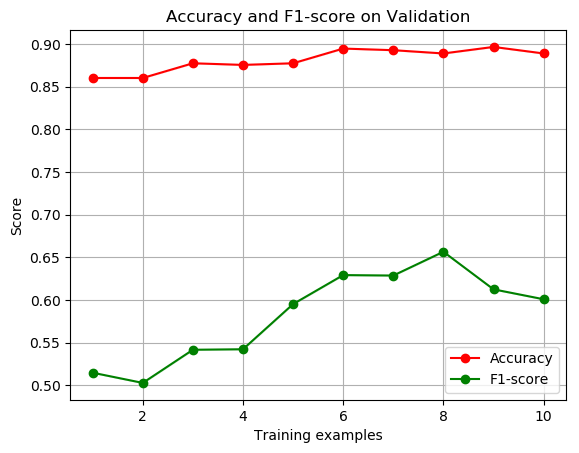 Accuracy and F1-score on Validation
0.90
0.85
0.80
0.75
0.70
0.65
0.60
0.55
0.50
Score
Accuracy
F1-score
2
4
6
8
10
Training examples